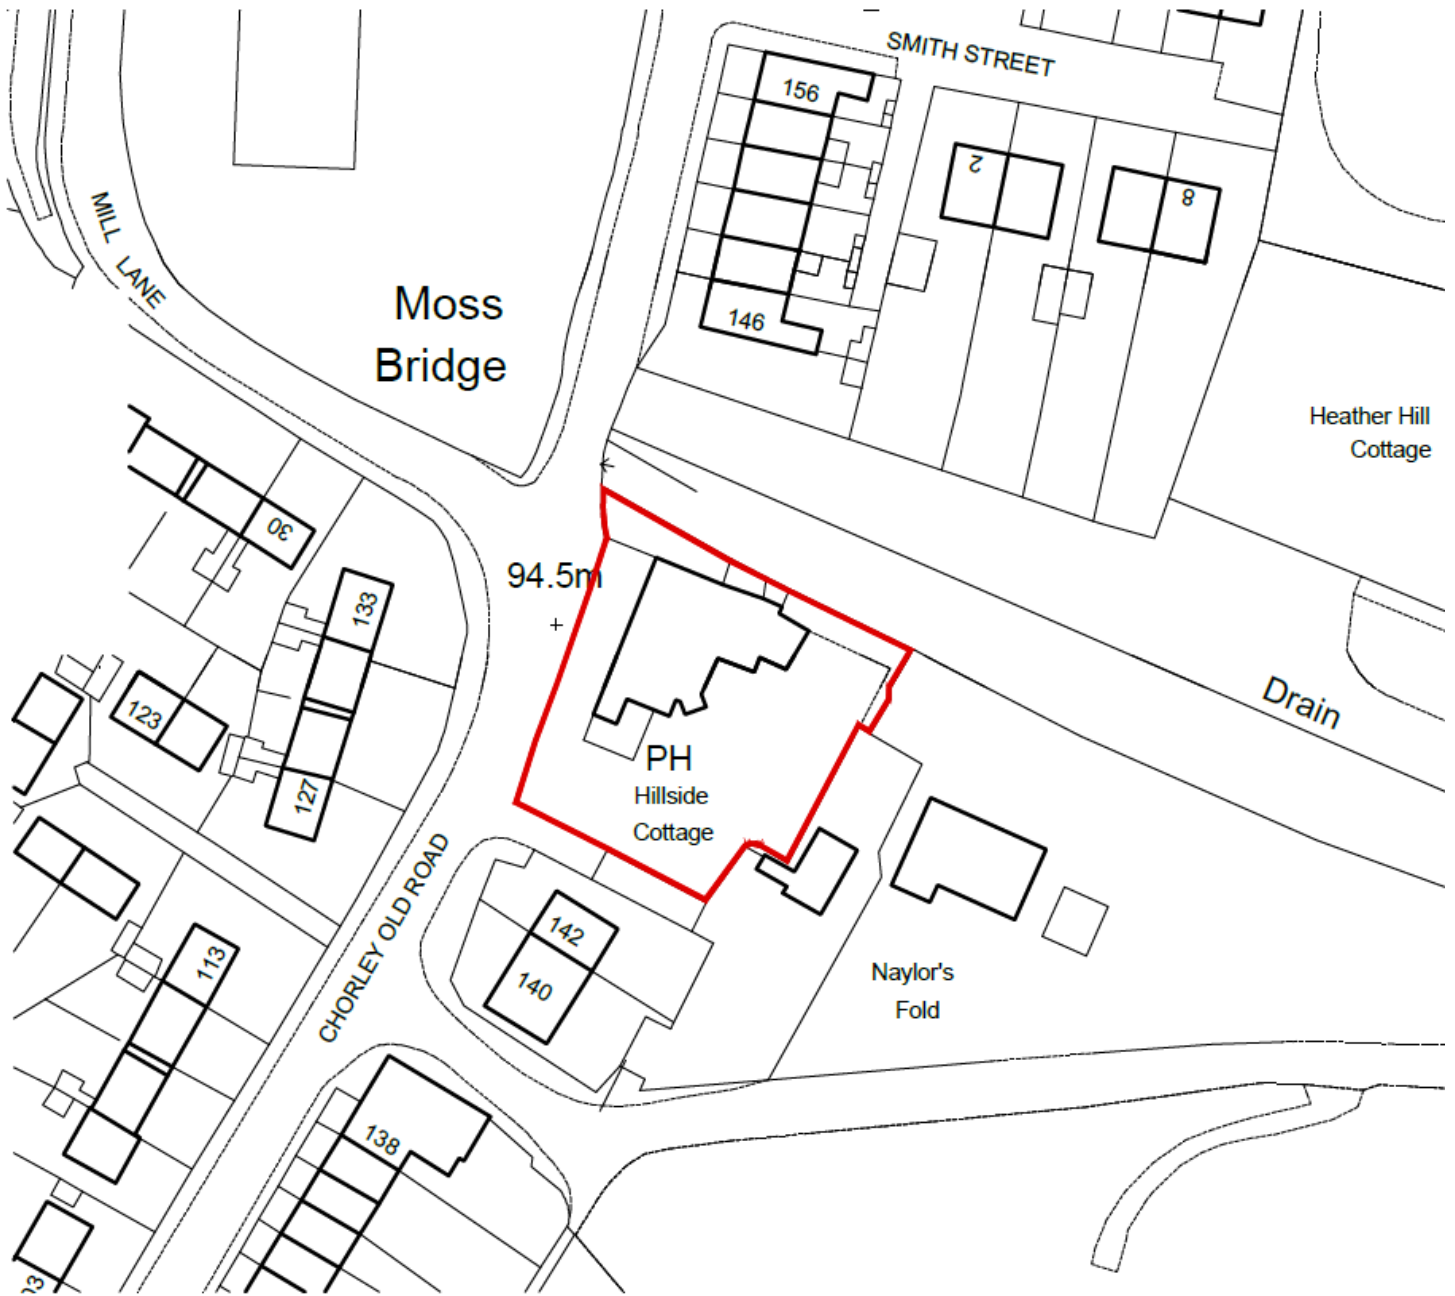 SMITH STREET
156
2
8
MILL LANE
Moss
Bridge
146
Heather Hill
Cottage
30
94.5m
133
123
Drain
PH
Hillside
Cottage
127
CHORLEY OLD ROAD
142
113
140
Naylor's
Fold
138